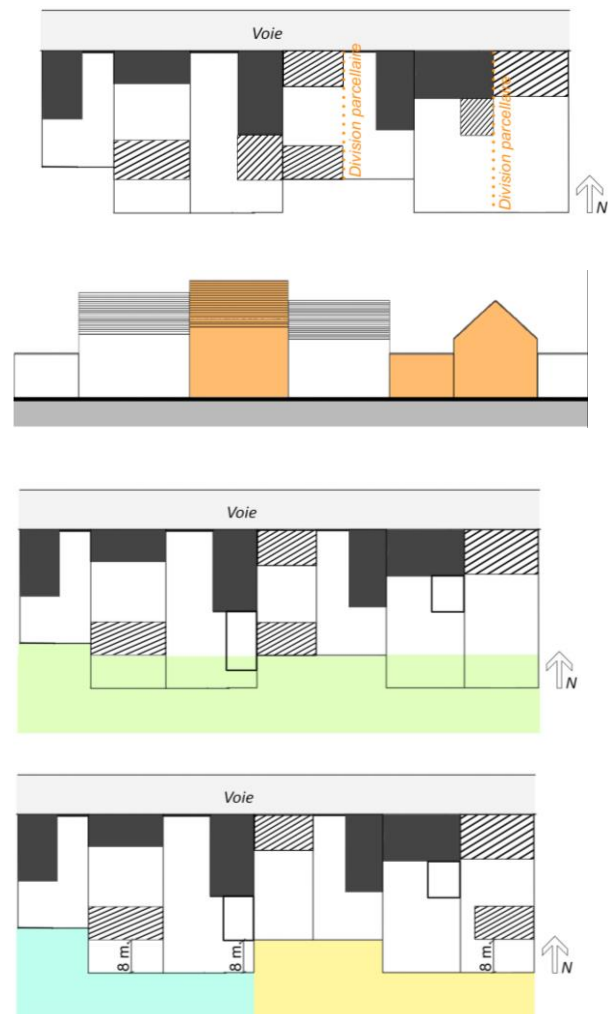 Voie
Division parcellaire
Division parcellaire
N
Voie
N
Voie
8 m.
8 m.
8 m.
N